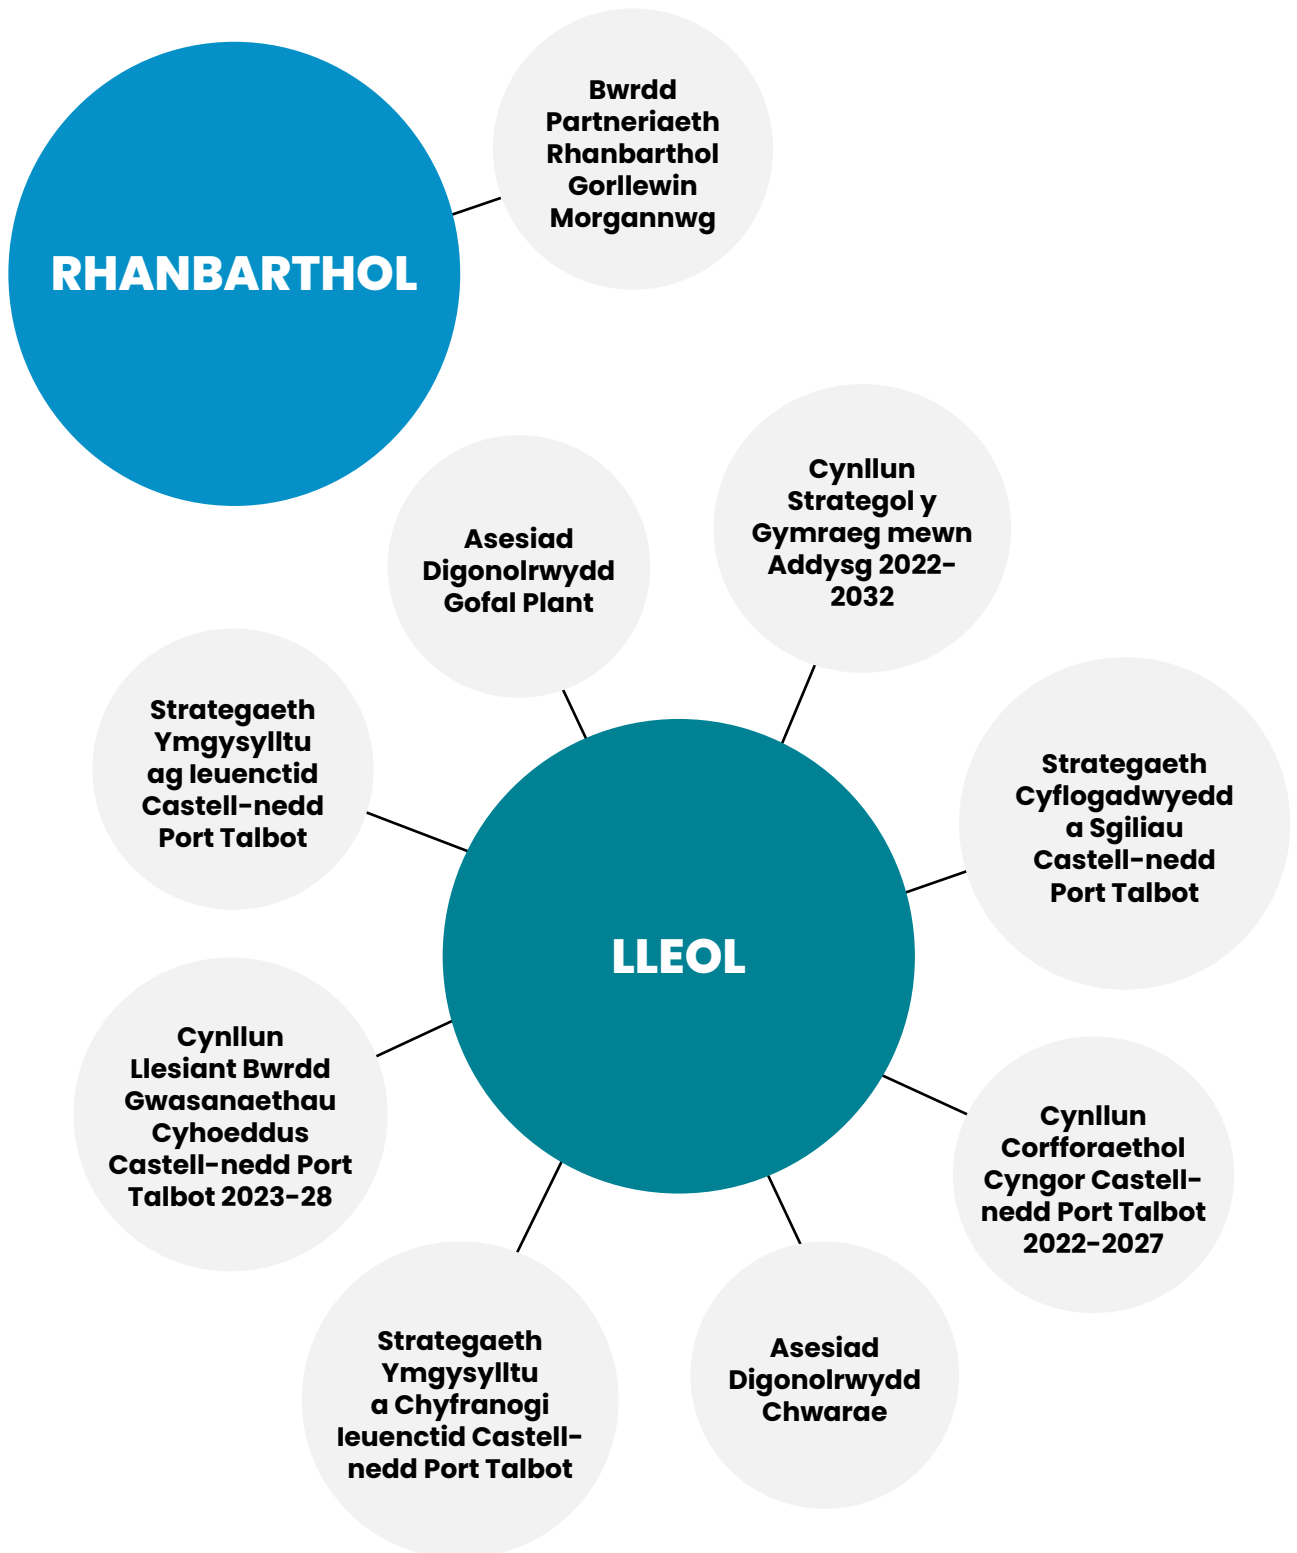 RHANBARTHOL
Bwrdd
Partneriaeth
Rhanbarthol
Gorllewin
Morgannwg
Cynllun
Strategol y
Gymraeg mewn
Addysg 2022-
2032
Asesiad
Digonolrwydd
Gofal Plant
Strategaeth
Ymgysylltu
ag Ieuenctid
Castell-nedd
Port Talbot
Strategaeth
Cyflogadwyedd
a Sgiliau
Castell-nedd
Port Talbot
LLEOL
Cynllun
Llesiant Bwrdd
Gwasanaethau
Cyhoeddus
Castell-nedd Port
Talbot 2023-28
Cynllun
Corfforaethol
Cyngor Castell-
nedd Port Talbot
2022-2027
Strategaeth
Ymgysylltu
a Chyfranogi
Ieuenctid Castell-
nedd Port Talbot
Asesiad
Digonolrwydd
Chwarae